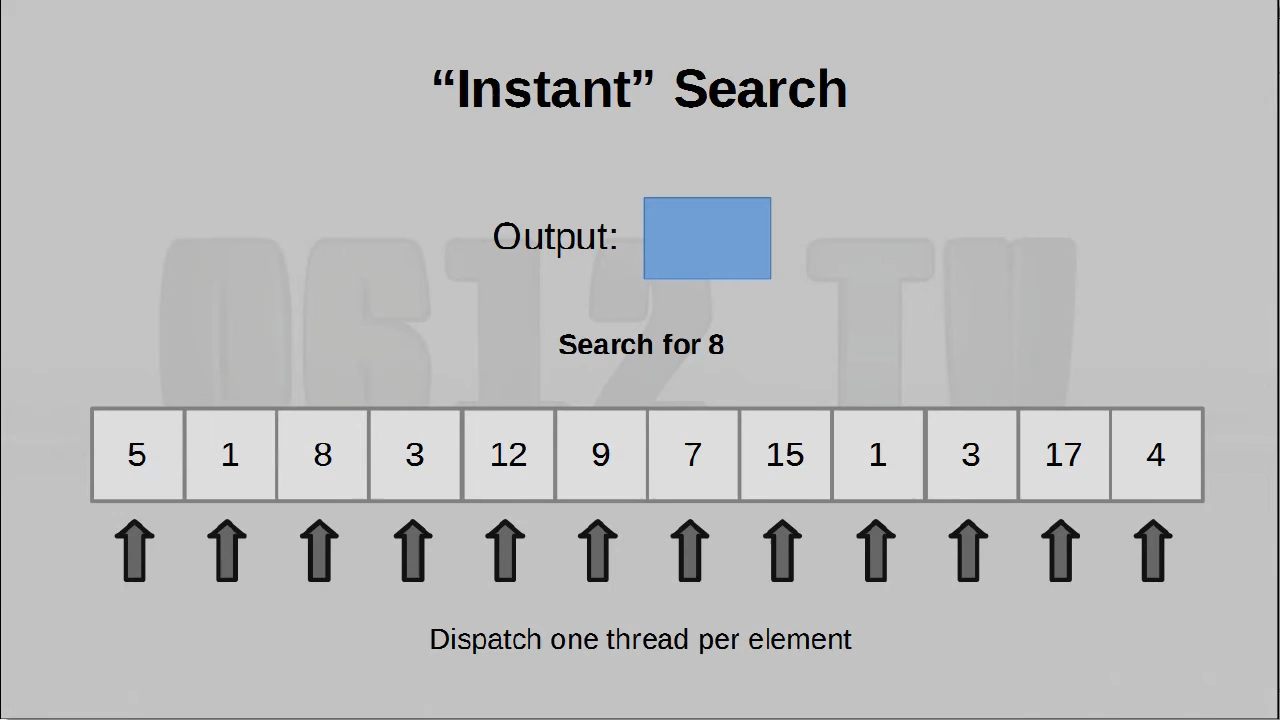 “Instant” Search
Output:
0612 TV
Search for 8
5 1 8 3 12 9 7 15 1 3 17 4
Dispatch one thread per element